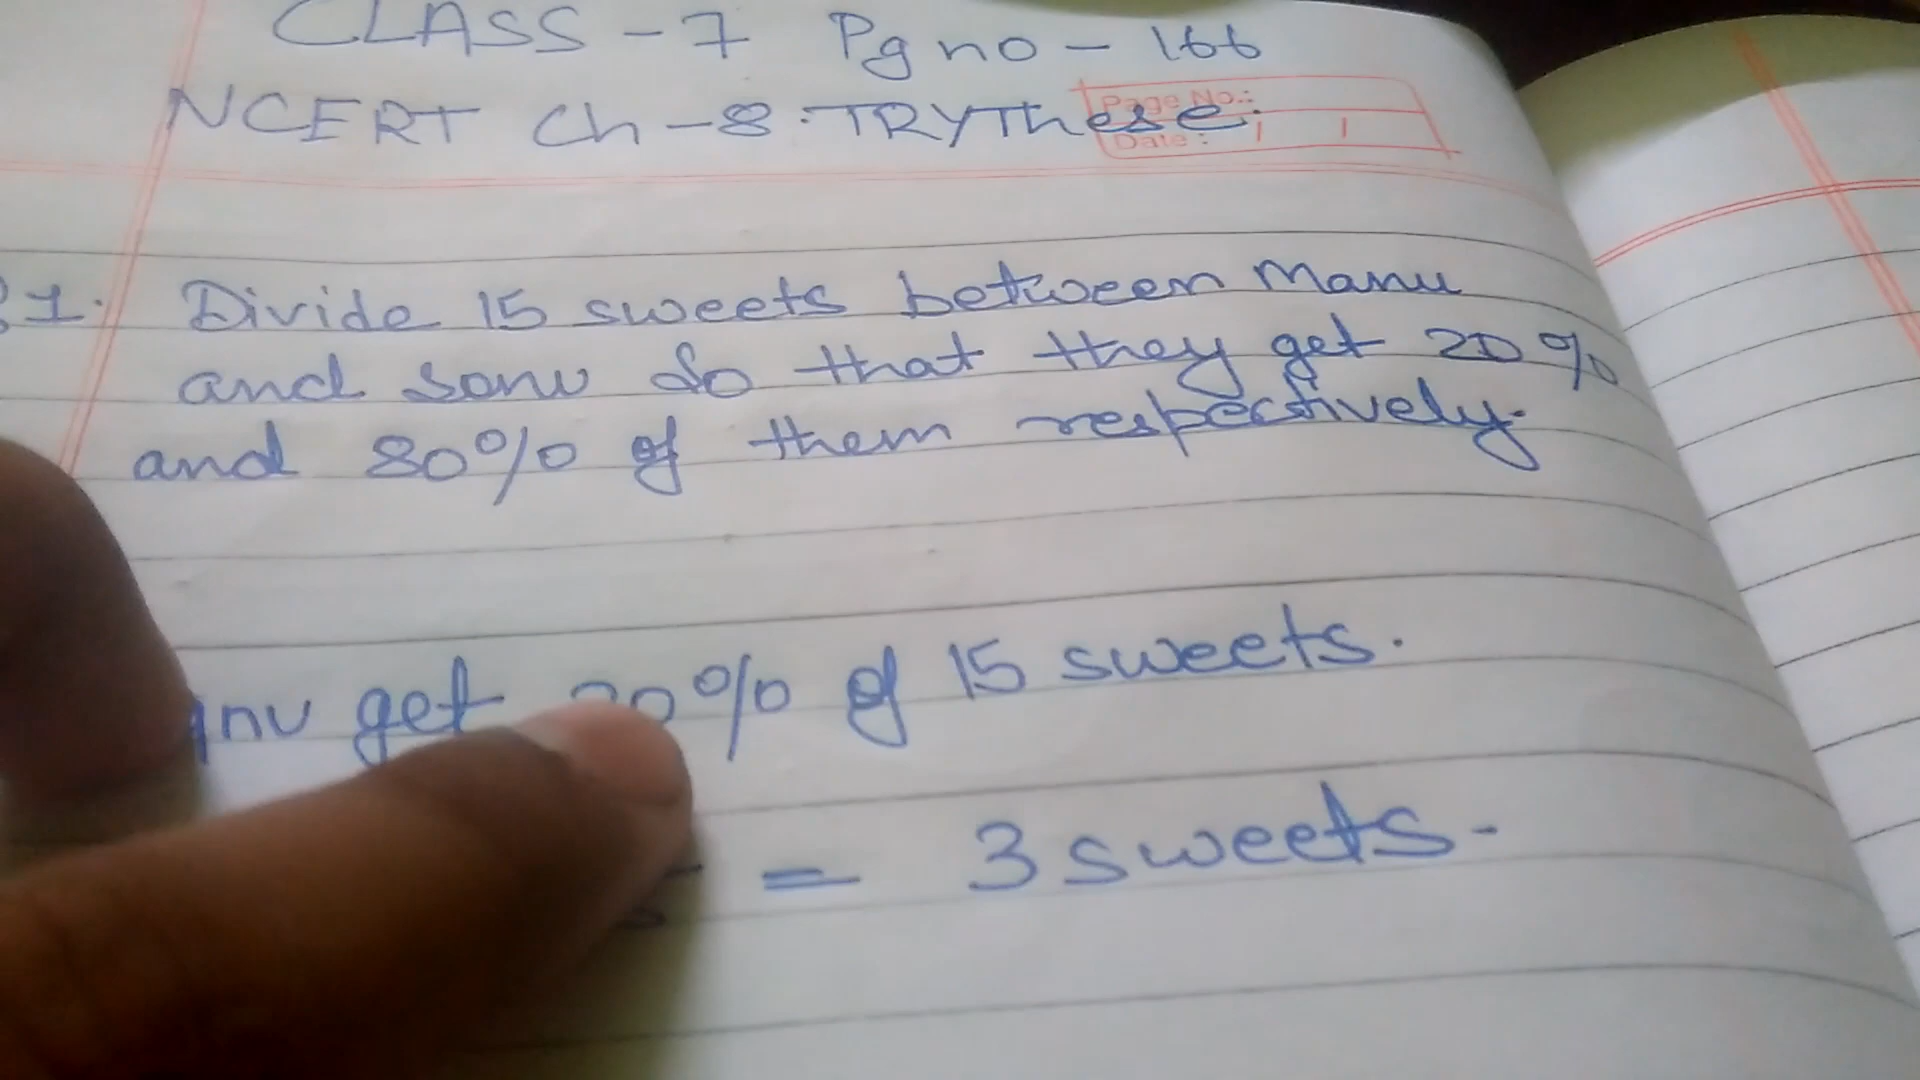 CLASS - 7 Pg no - 166
NCERT Ch - 8. TRY These.
Page No.:
Date :
1. Divide 15 sweets between Manu
and sonu So that they get 20%
and 80% of them respectively.
get 20% of 15 sweets.
= 3 sweets.